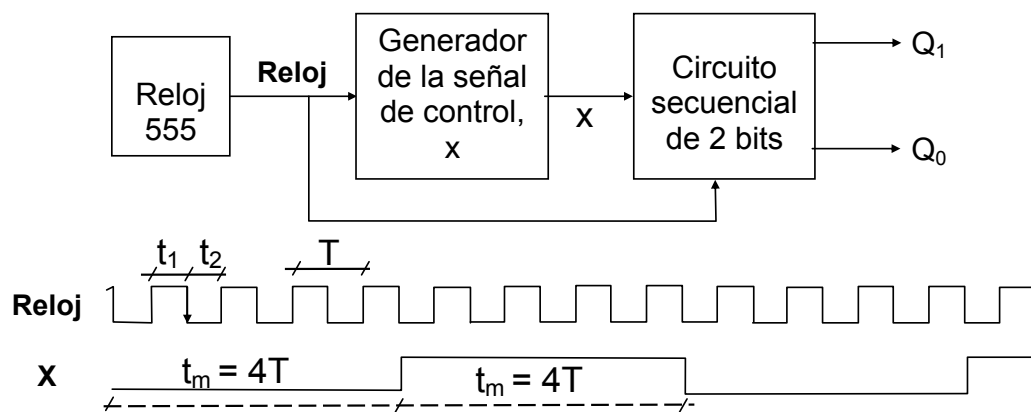 Reloj
555
Reloj
Generador
de la señal
de control,
x
x
Circuito
secuencial
de 2 bits
Q₁
Q₀
t₁
t₂
T
Reloj
X
tₘ = 4T
tₘ = 4T